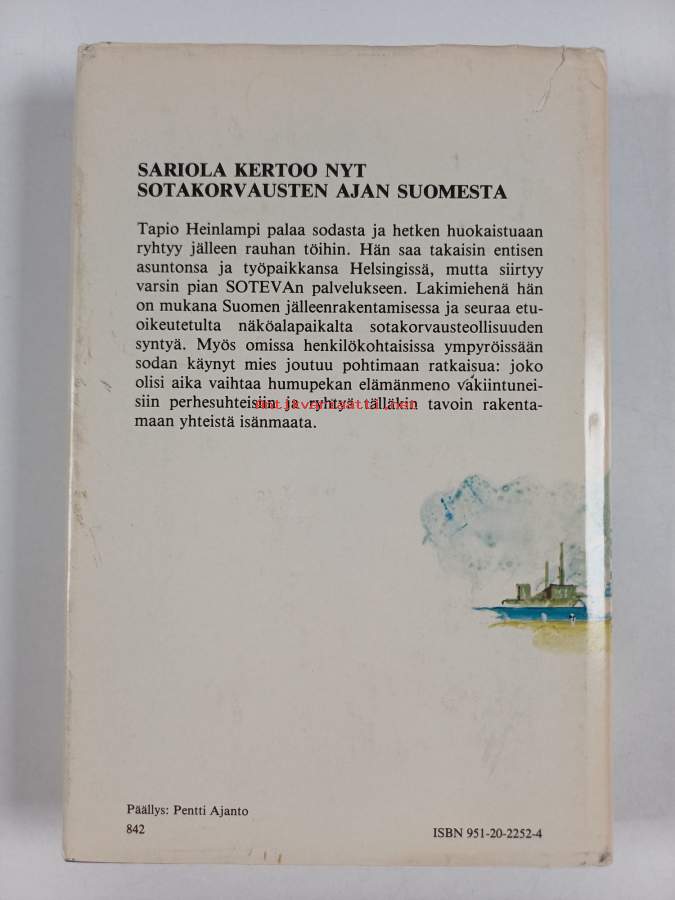 SARIOLA KERTOO NYT
SOTAKORVAUSTEN AJAN SUOMESTA
Tapio Heinlampi palaa sodasta ja hetken huokaistuaan
ryhtyy jälleen rauhan töihin. Hän saa takaisin entisen
asuntonsa ja työpaikkansa Helsingissä, mutta siirtyy
varsin pian SOTEVAn palvelukseen. Lakimiehenä hän
on mukana Suomen jälleenrakentamisessa ja seuraa etu-
oikeutetulta näköalapaikalta sotakorvausteollisuuden
syntyä. Myös omissa henkilökohtaisissa ympyröissään
sodan käynyt mies joutuu pohtimaan ratkaisua: joko
olisi aika vaihtaa humupekan elämänmeno vakiintunei-
siin perhesuhteisiin ja ryhtyä tälläkin tavoin rakenta-
antikvariaatti.net
maan yhteistä isänmaata.
Päällys: Pentti Ajanto
842
ISBN 951-20-2252-4